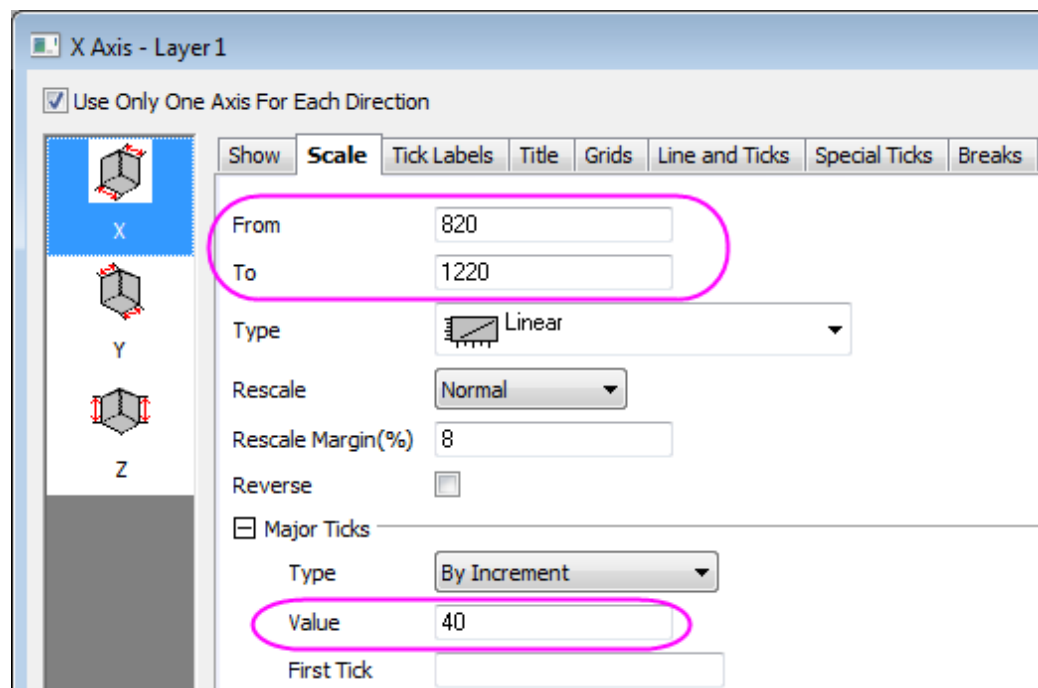 X Axis - Layer 1
Use Only One Axis For Each Direction
Show Scale Tick Labels Title Grids Line and Ticks Special Ticks Breaks
X
Y
Z
From 820
To 1220
Type Linear
Rescale Normal
Rescale Margin(%) 8
Reverse
Major Ticks
Type By Increment
Value 40
First Tick